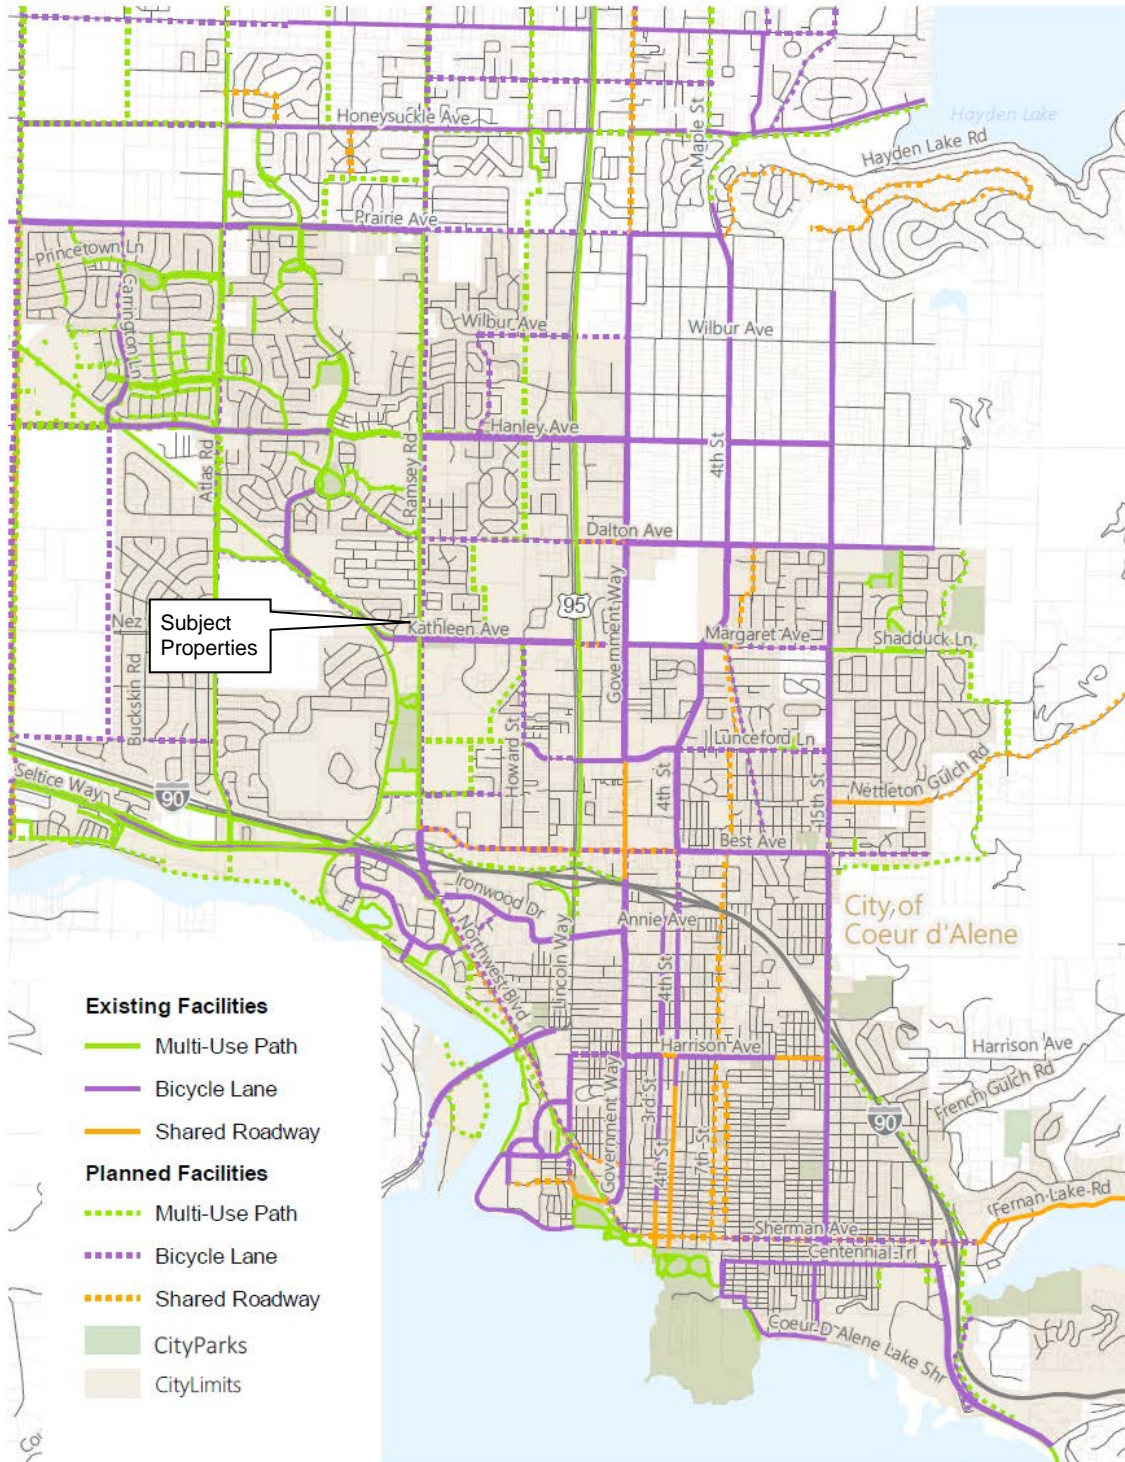 Hayden Lake
Honeysuckle Ave
Maple St
Hayden Lake Rd
Prairie Ave
Princetown Ln
Carrington Ln
Wilbur Ave
Wilbur Ave
Hanley Ave
4th St
Atlas Rd
Ramsey Rd
Dalton Ave
95
Government Way
Nez
Subject
Properties
Kathleen Ave
Margaret Ave
Shadduck Ln
Buckskin Rd
Howard St
Lunceford Ln
Nettleton Gulch Rd
Seltice Way
90
4th St
15th St
Best Ave
Ironwood Dr
Annie Ave
City of
Coeur d'Alene
Northwest Blvd
Lincoln Way
4th St
Harrison Ave
Harrison Ave
French Gulch Rd
Government Way
3rd St
4th St
7th St
90
Fernan Lake Rd
Sherman Ave
Centennial Trl
Coeur D Alene Lake Shr
Existing Facilities
Multi-Use Path
Bicycle Lane
Shared Roadway
Planned Facilities
Multi-Use Path
Bicycle Lane
Shared Roadway
CityParks
CityLimits